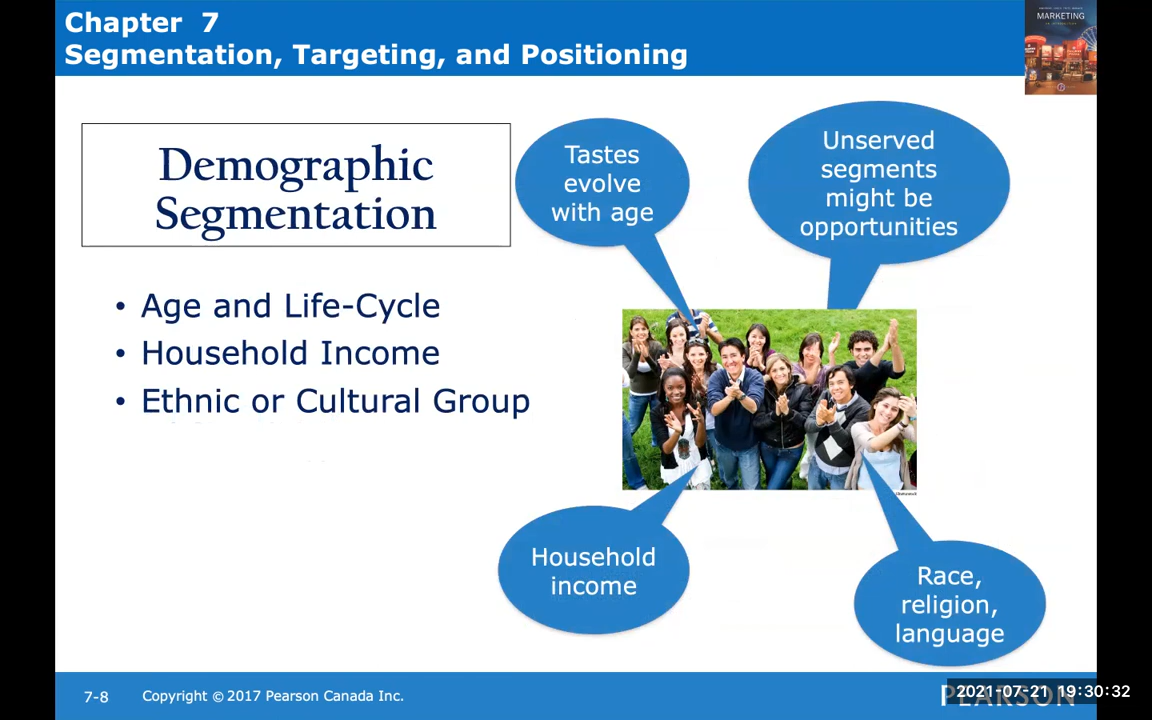 Chapter 7
Segmentation, Targeting, and Positioning
MARKETING
Demographic
Segmentation
• Age and Life-Cycle
• Household Income
• Ethnic or Cultural Group
Tastes
evolve
with age
Unserved
segments
might be
opportunities
Household
income
Race,
religion,
language
7-8
Copyright © 2017 Pearson Canada Inc.
PEARSON
2021-07-21 19:30:32